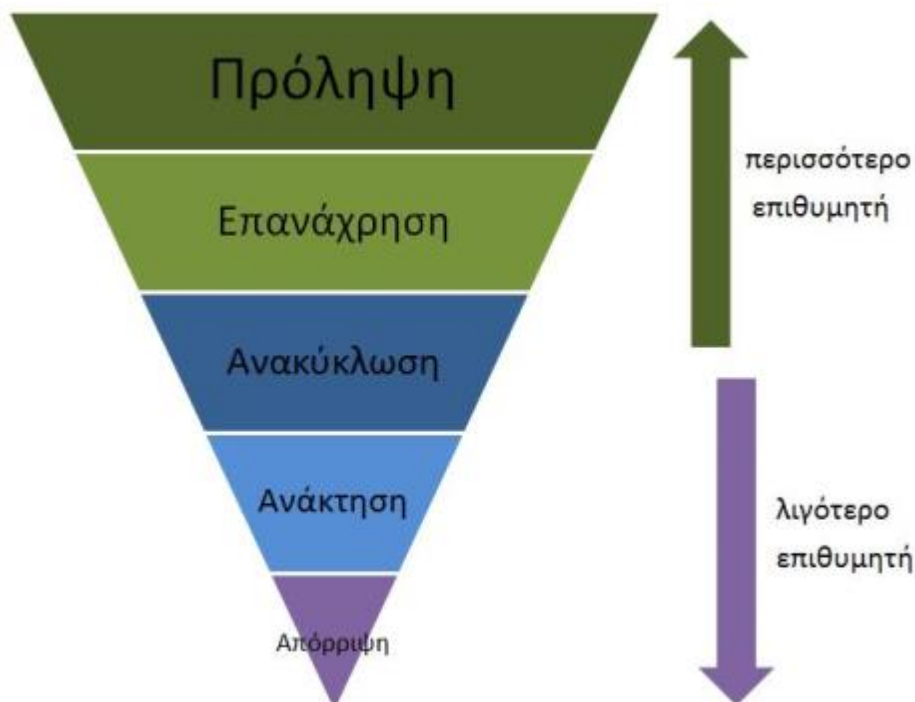 Πρόληψη
Επανάχρηση
Ανακύκλωση
Ανάκτηση
Απόρριψη
περισσότερο
επιθυμητή
λιγότερο
επιθυμητή